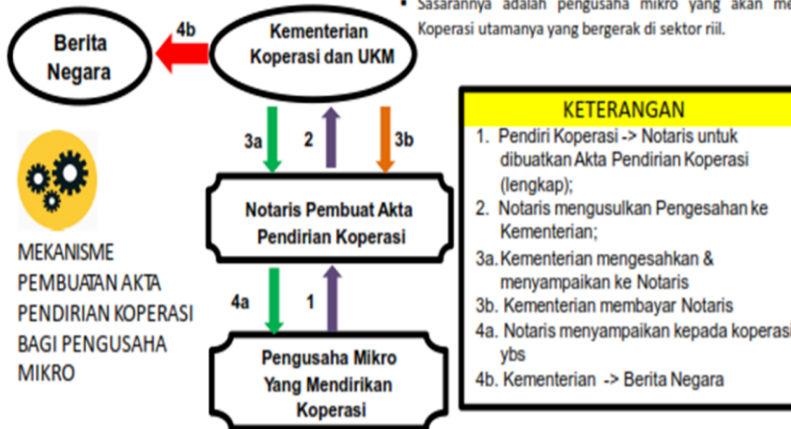 Sasarannya adalah pengusaha mikro yang akan
Koperasi utamanya yang bergerak di sektor riil.
Berita
Negara
4b
Kementerian
Koperasi dan UKM
3a
2
3b
Notaris Pembuat Akta
Pendirian Koperasi
4a
1
Pengusaha Mikro
Yang Mendirikan
Koperasi
MEKANISME
PEMBUATAN AKTA
PENDIRIAN KOPERASI
BAGI PENGUSAHA
MIKRO
KETERANGAN
1. Pendiri Koperasi -> Notaris untuk
dibuatkan Akta Pendirian Koperasi
(lengkap);
2. Notaris mengusulkan Pengesahan ke
Kementerian;
3a. Kementerian mengesahkan &
menyampaikan ke Notaris
3b. Kementerian membayar Notaris
4a. Notaris menyampaikan kepada koperasi
ybs
4b. Kementerian -> Berita Negara